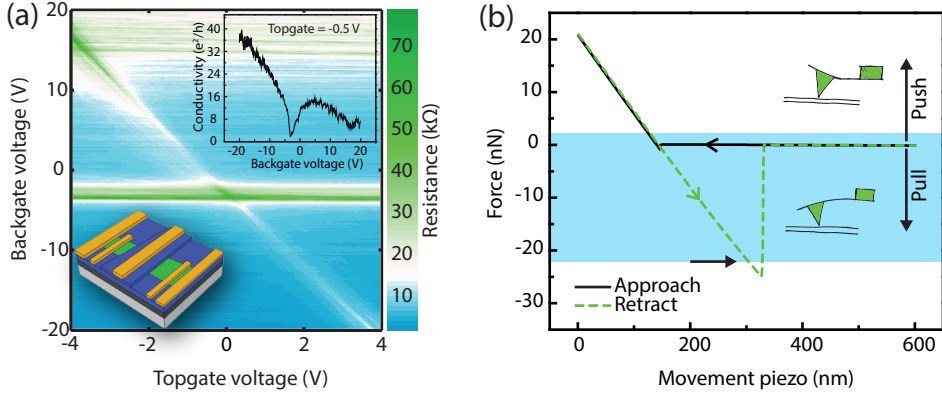 (a)
Backgate voltage (V)
20
10
0
-10
-20
-4
-2
0
2
4
Topgate voltage (V)
Topgate = -0.5 V
Conductivity (e²/h)
40
32
24
16
8
0
-20
-10
0
10
20
Backgate voltage (V)
Resistance (kΩ)
70
60
50
40
30
20
10
(b)
Force (nN)
20
10
0
-10
-20
-30
0
200
400
600
Movement piezo (nm)
Push
Pull
Approach
Retract